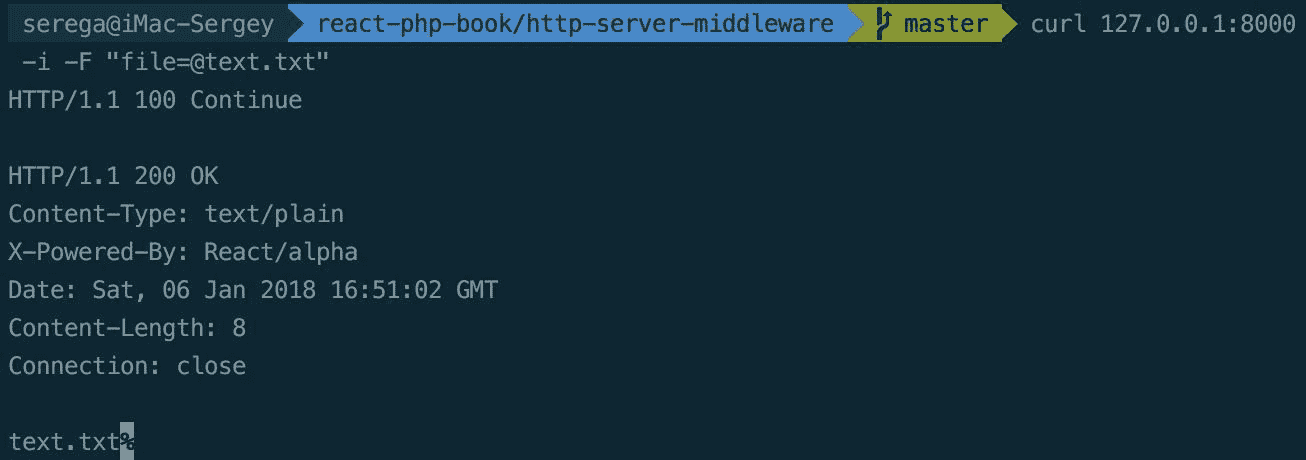 serega@iMac-Sergey react-php-book/http-server-middleware master curl 127.0.0.1:8000
-i -F "file=@text.txt"
HTTP/1.1 100 Continue
HTTP/1.1 200 OK
Content-Type: text/plain
X-Powered-By: React/alpha
Date: Sat, 06 Jan 2018 16:51:02 GMT
Content-Length: 8
Connection: close
text.txt%